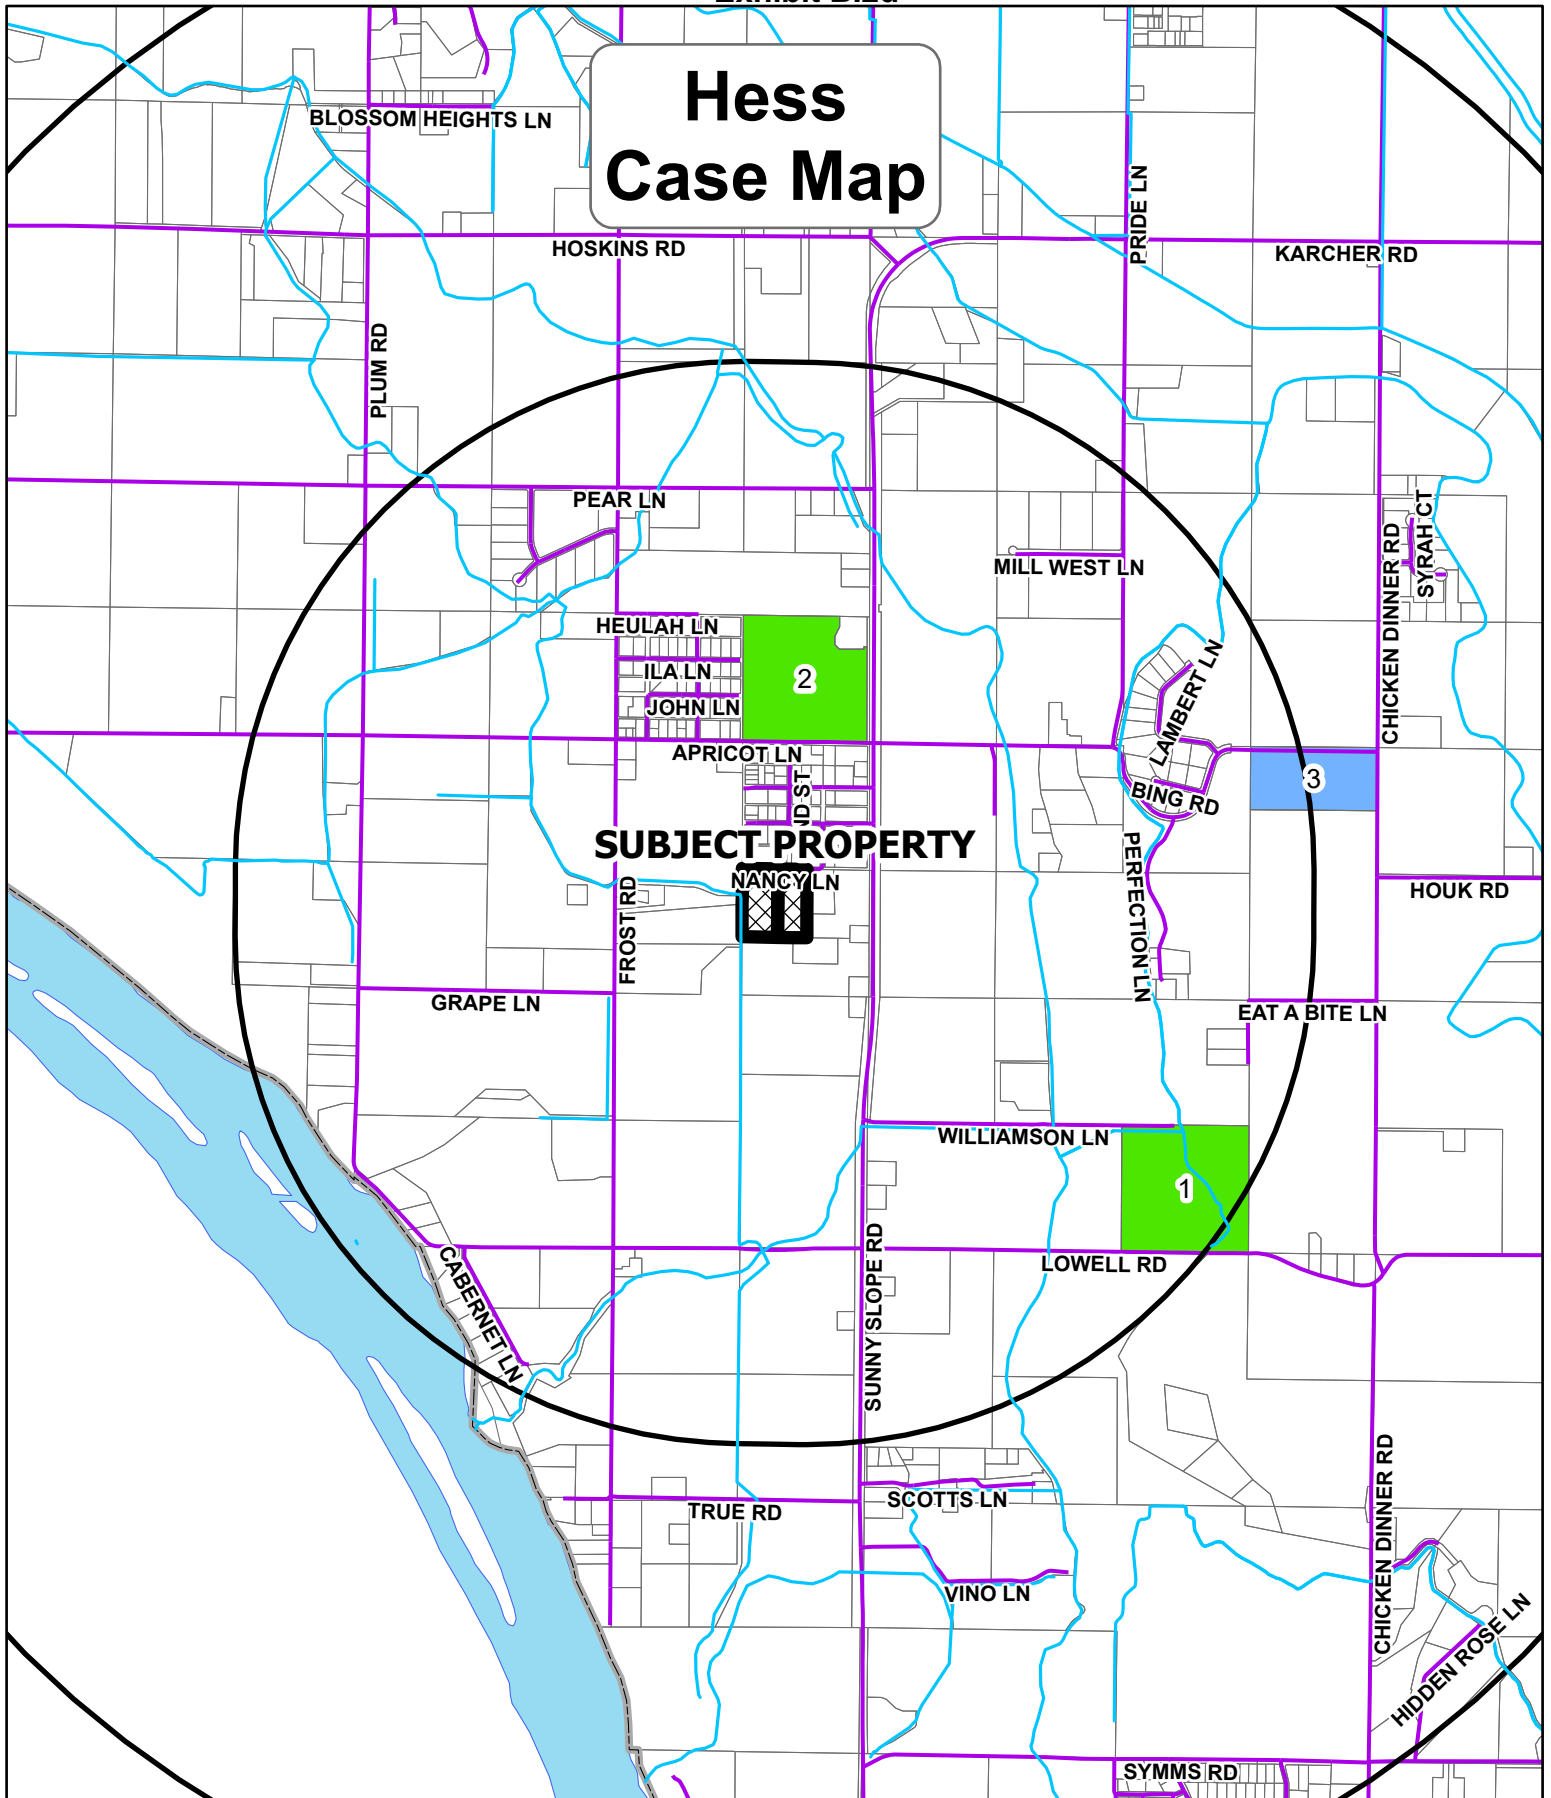 Hess
Case Map
BLOSSOM HEIGHTS LN
HOSKINS RD
PRIDE LN
KARCHER RD
PLUM RD
PEAR LN
MILL WEST LN
CHICKEN DINNER RD
SYRAH CT
HEULAH LN
ILA LN
JOHN LN
2
LAMBERT LN
APRICOT LN
3
BING RD
ND ST
SUBJECT PROPERTY
NANCY LN
PERFECTION LN
HOUK RD
FROST RD
GRAPE LN
EAT A BITE LN
WILLIAMSON LN
1
LOWELL RD
CABERNET LN
SUNNY SLOPE RD
SCOTTS LN
TRUE RD
CHICKEN DINNER RD
VINO LN
HIDDEN ROSE LN
SYMMS RD